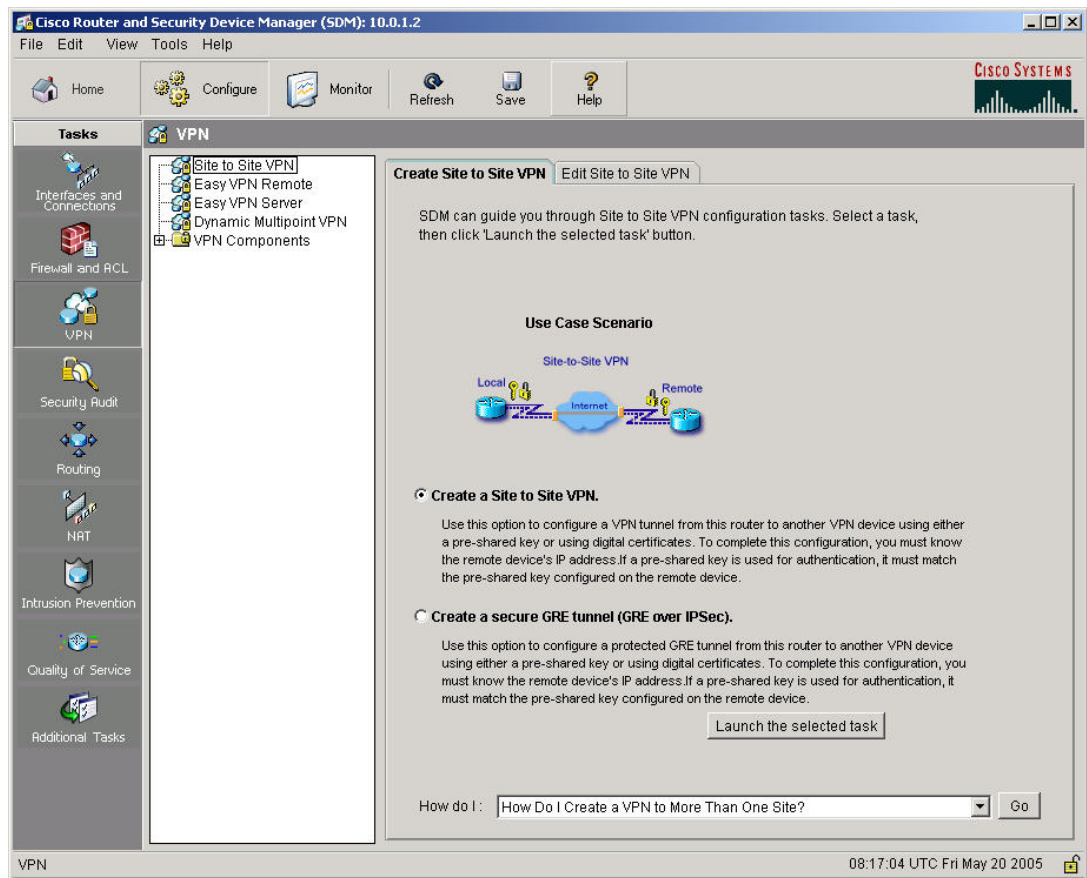 Cisco Router and Security Device Manager (SDM): 10.0.1.2
File Edit View Tools Help
Home Configure Monitor Refresh Save Help
CISCO SYSTEMS
Tasks
VPN
Interfaces and
Connections
Firewall and ACL
VPN
Security Audit
Routing
NAT
Intrusion Prevention
Quality of Service
Additional Tasks
Site to Site VPN
Easy VPN Remote
Easy VPN Server
Dynamic Multipoint VPN
VPN Components
Create Site to Site VPN Edit Site to Site VPN
SDM can guide you through Site to Site VPN configuration tasks. Select a task,
then click 'Launch the selected task' button.
Use Case Scenario
Site-to-Site VPN
Local
Internet
Remote
Create a Site to Site VPN.
Use this option to configure a VPN tunnel from this router to another VPN device using either
a pre-shared key or using digital certificates. To complete this configuration, you must know
the remote device's IP address.If a pre-shared key is used for authentication, it must match
the pre-shared key configured on the remote device.
Create a secure GRE tunnel (GRE over IPSec).
Use this option to configure a protected GRE tunnel from this router to another VPN device
using either a pre-shared key or using digital certificates. To complete this configuration, you
must know the remote device's IP address.If a pre-shared key is used for authentication, it
must match the pre-shared key configured on the remote device.
Launch the selected task
How do I: How Do I Create a VPN to More Than One Site? Go
VPN
08:17:04 UTC Fri May 20 2005